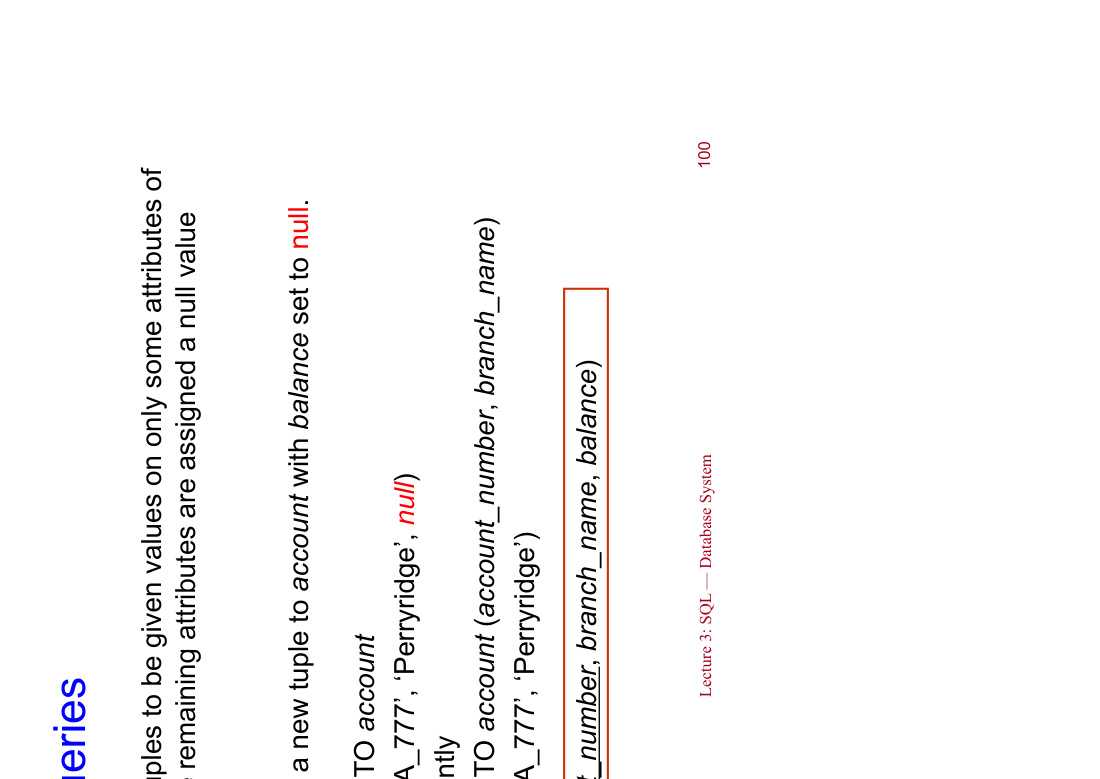 ueries
uples to be given values on only some attributes of
remaining attributes are assigned a null value
a new tuple to account with balance set to null.
TO account
A_777’, ‘Perryridge’, null)
ntly
TO account (account_number, branch_name)
A_777’, ‘Perryridge’)
t_number, branch_name, balance)
Lecture 3: SQL — Database System
100